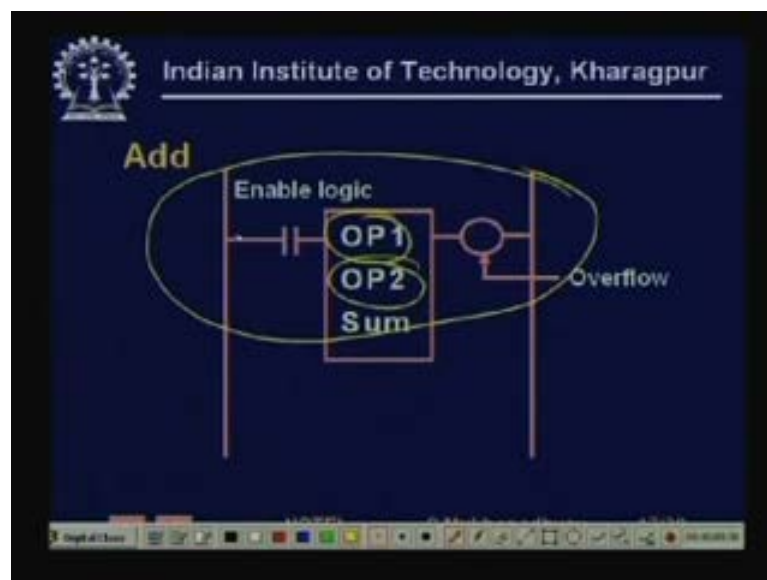 Indian Institute of Technology, Kharagpur
Add
Enable logic
OP1
OP2
Overflow
Sum